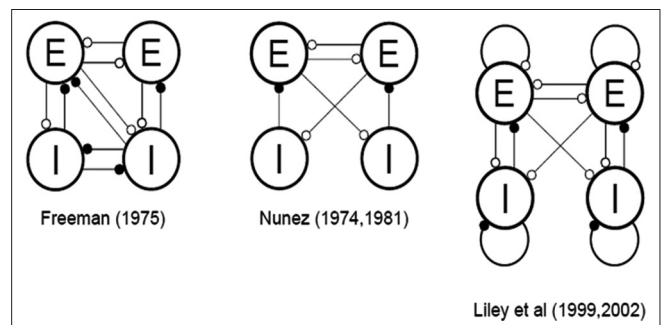 E E E E E E
I I I I I I
Freeman (1975) Nunez (1974,1981)
Liley et al (1999,2002)